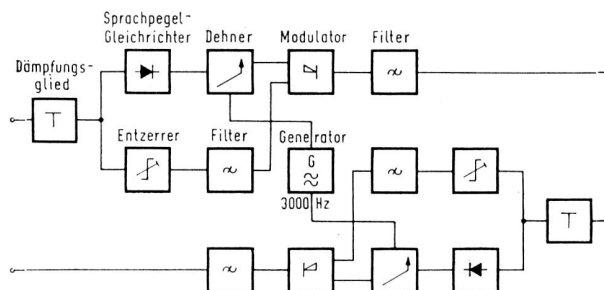 Sprachpegel-
Gleichrichter
Dehner
Modulator
Filter
Dämpfungs-
glied
Entzerrer
Filter
Generator
G
3000 Hz